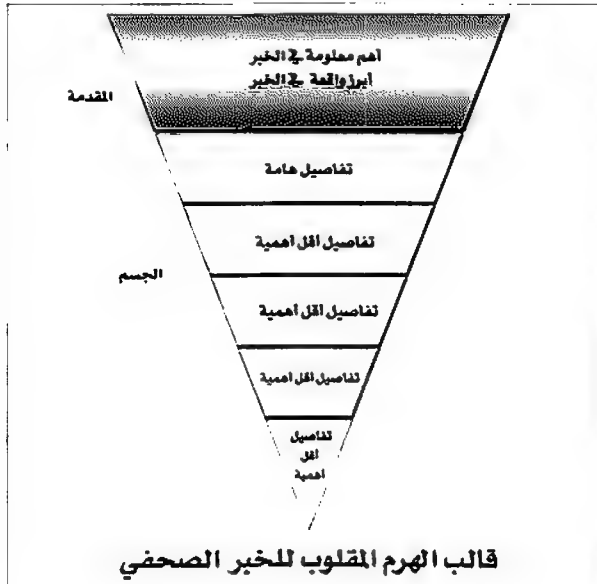 أهم معلومة في الخبر
أبرز واقعة في الخبر
المقدمة
تفاصيل هامة
تفاصيل أقل أهمية
الجسم
تفاصيل أقل أهمية
تفاصيل أقل أهمية
تفاصيل
أقل
أهمية
قالب الهرم المقلوب للخبر الصحفي